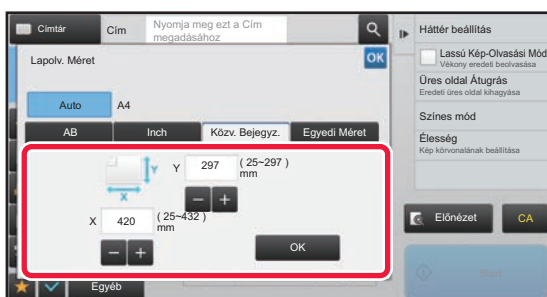 Címtár
Cím
Nyomja meg ezt a Cím
megadásához
Lapolv. Méret
OK
Auto
A4
AB
Inch
Közv. Bejegyz.
Egyedi Méret
Y
Y
297
( 25~297 )
mm
X
X
420
( 25~432 )
mm
OK
Egyéb
Háttér beállítás
Lassú Kép-Olvasási Mód
Vékony eredeti beolvasása
Üres oldal Átugrás
Eredeti üres oldal kihagyása
Színes mód
Élesség
Kép körvonalának beállítása
Előnézet
CA
Start